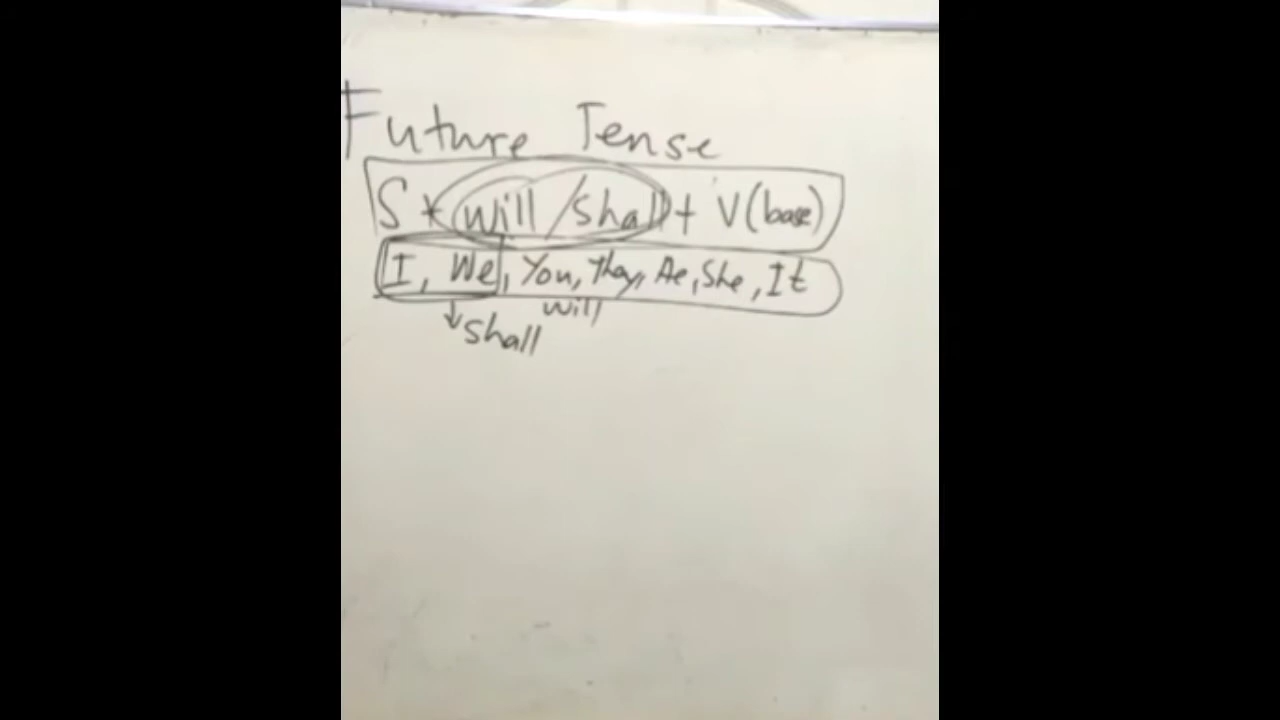 Future Tense
S + will / shall + V (base)
I, We, You, They, He, She, It
will
shall